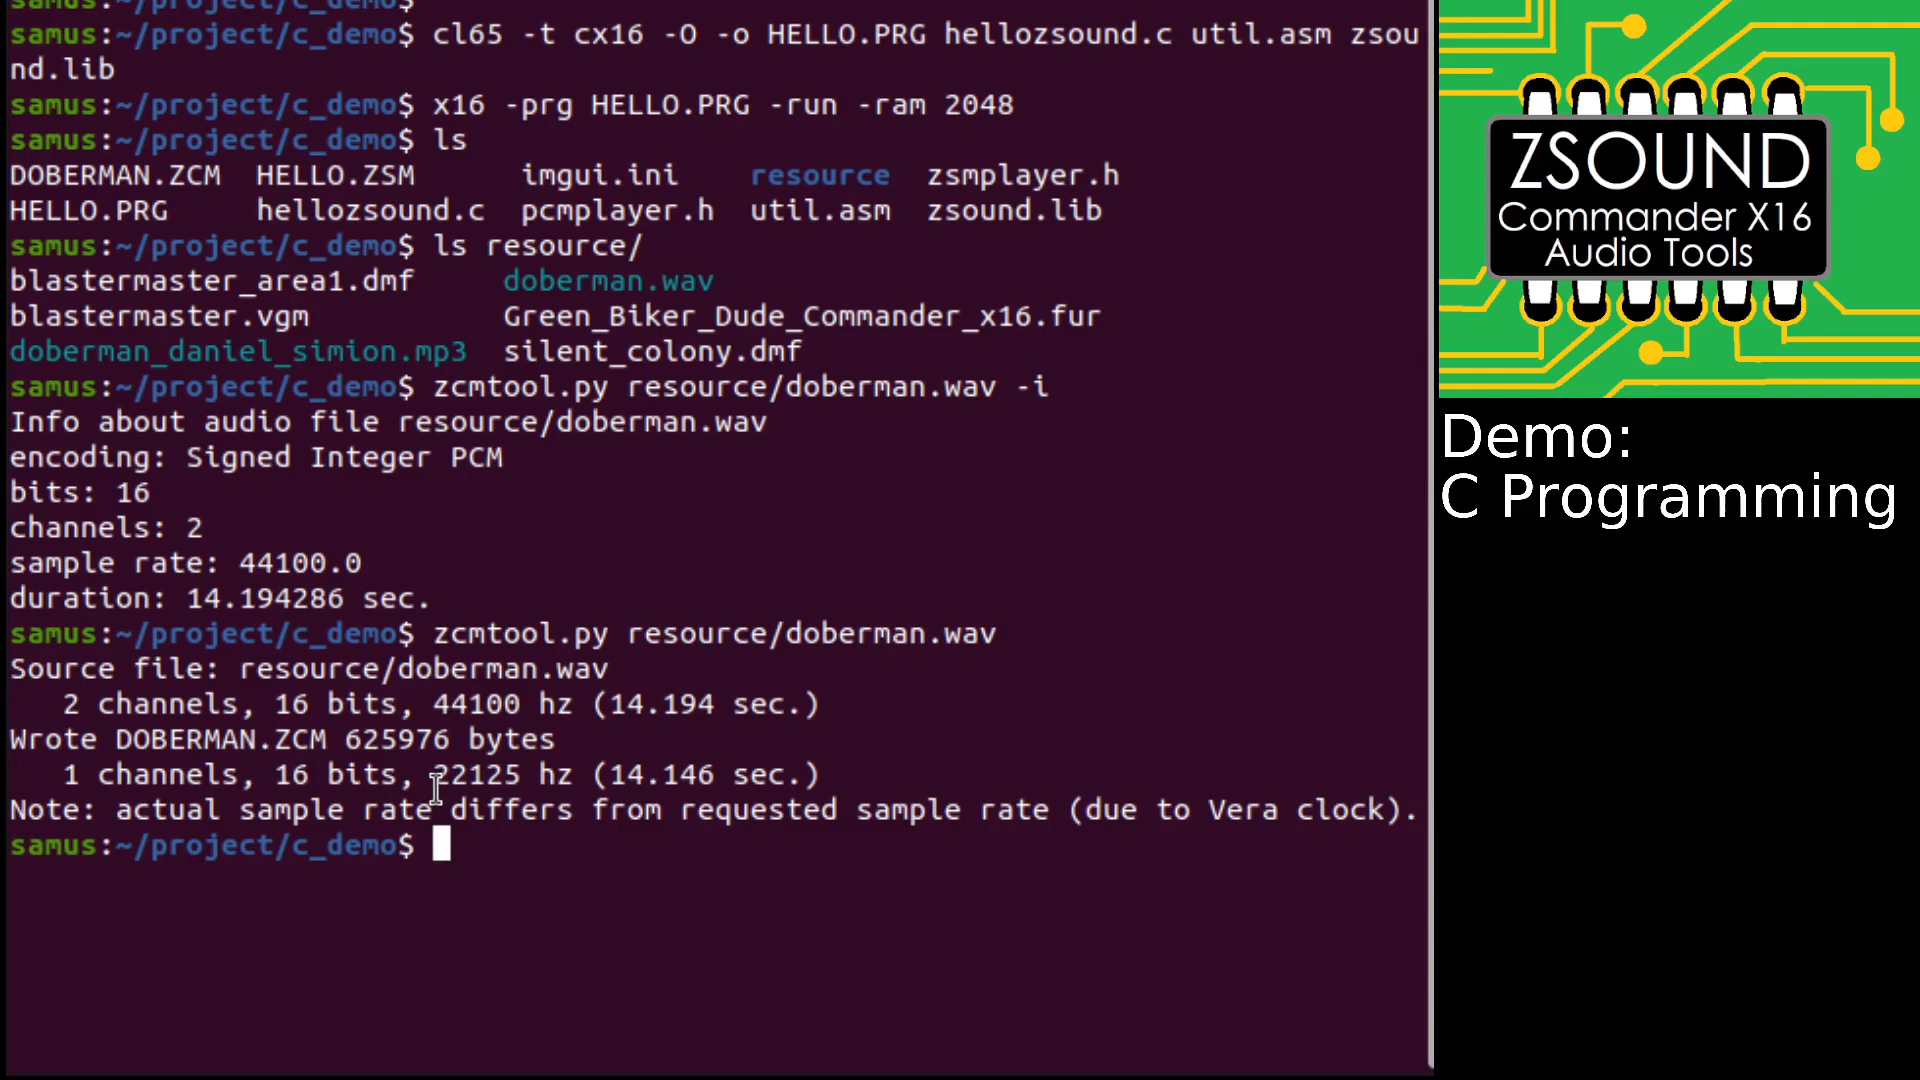 samus:~/project/c_demo$
samus:~/project/c_demo$ cl65 -t cx16 -O -o HELLO.PRG hellozsound.c util.asm zsou
nd.lib
samus:~/project/c_demo$ x16 -prg HELLO.PRG -run -ram 2048
samus:~/project/c_demo$ ls
DOBERMAN.ZCM  HELLO.ZSM      imgui.ini    resource  zsmplayer.h
HELLO.PRG     hellozsound.c  pcmplayer.h  util.asm  zsound.lib
samus:~/project/c_demo$ ls resource/
blastermaster_area1.dmf     doberman.wav
blastermaster.vgm           Green_Biker_Dude_Commander_x16.fur
doberman_daniel_simion.mp3  silent_colony.dmf
samus:~/project/c_demo$ zcmtool.py resource/doberman.wav -i
Info about audio file resource/doberman.wav
encoding: Signed Integer PCM
bits: 16
channels: 2
sample rate: 44100.0
duration: 14.194286 sec.
samus:~/project/c_demo$ zcmtool.py resource/doberman.wav
Source file: resource/doberman.wav
   2 channels, 16 bits, 44100 hz (14.194 sec.)
Wrote DOBERMAN.ZCM 625976 bytes
   1 channels, 16 bits, 22125 hz (14.146 sec.)
Note: actual sample rate differs from requested sample rate (due to Vera clock).
samus:~/project/c_demo$
ZSOUND
Commander X16
Audio Tools
Demo:
C Programming